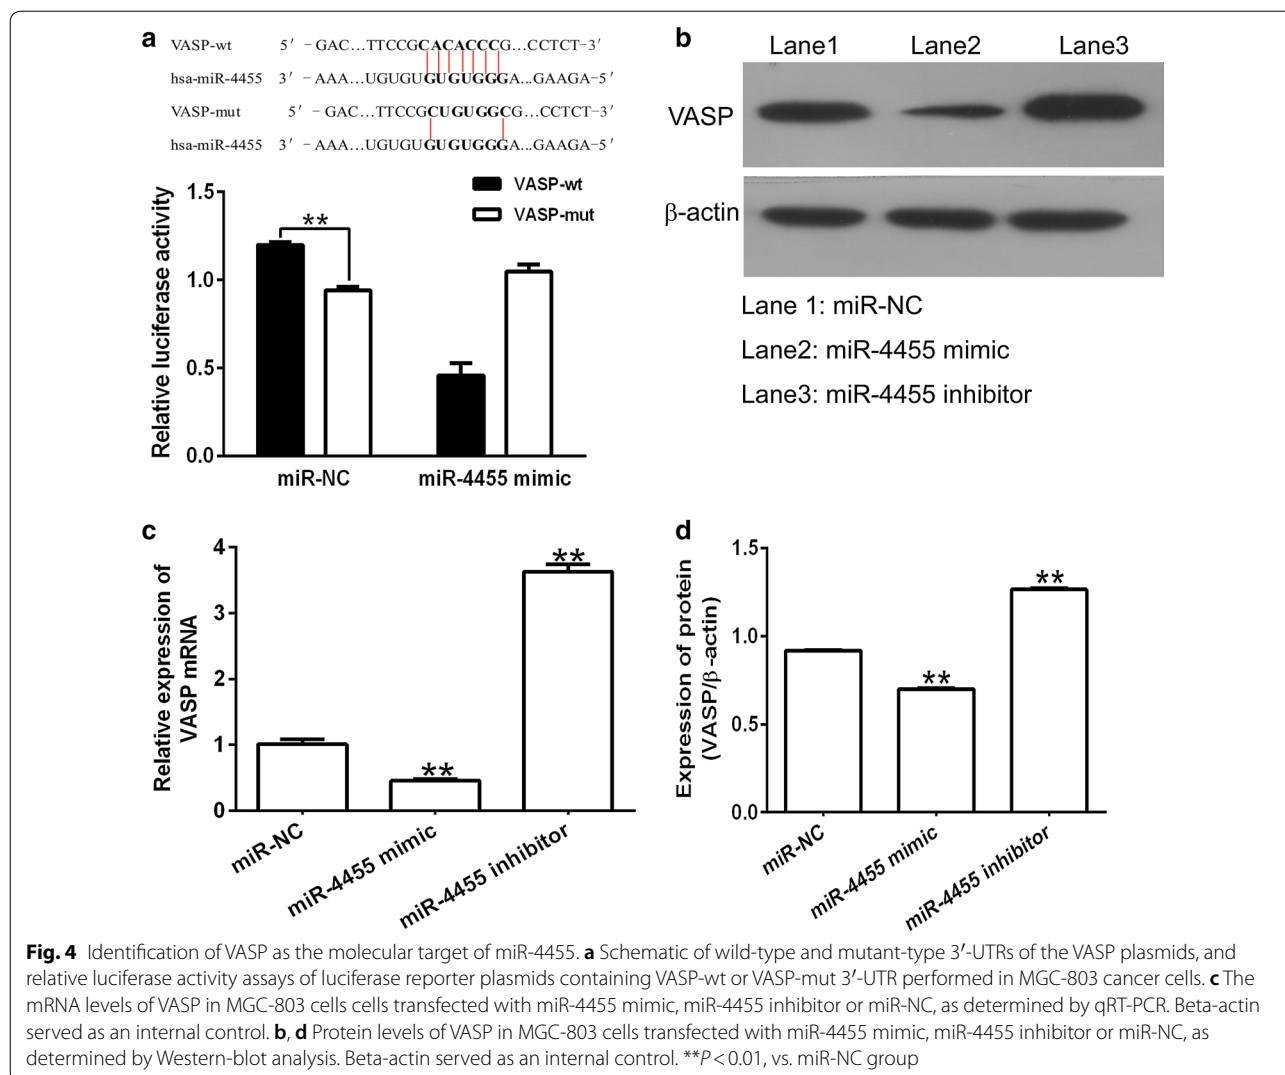 a
VASP-wt 5′ – GAC…TTCCGCACACCCG…CCTCT–3′
hsa-miR-4455 3′ – AAA…UGUGUGUGUGGGA...GAAGA–5′
VASP-mut 5′ – GAC…TTCCGCUGUGGCG…CCTCT–3′
hsa-miR-4455 3′ – AAA…UGUGUGUGUGGGA…GAAGA–5′
Relative luciferase activity
1.5
1.0
0.5
0.0
VASP-wt
VASP-mut
**
miR-NC miR-4455 mimic
b
Lane1 Lane2 Lane3
VASP
β-actin
Lane 1: miR-NC
Lane2: miR-4455 mimic
Lane3: miR-4455 inhibitor
c
Relative expression of
VASP mRNA
4
3
2
1
0
**
**
miR-NC
miR-4455 mimic
miR-4455 inhibitor
d
Expression of protein
(VASP/β-actin)
1.5
1.0
0.5
0.0
**
**
miR-NC
miR-4455 mimic
miR-4455 inhibitor
Fig. 4 Identification of VASP as the molecular target of miR-4455. a Schematic of wild-type and mutant-type 3′-UTRs of the VASP plasmids, and
relative luciferase activity assays of luciferase reporter plasmids containing VASP-wt or VASP-mut 3′-UTR performed in MGC-803 cancer cells. c The
mRNA levels of VASP in MGC-803 cells cells transfected with miR-4455 mimic, miR-4455 inhibitor or miR-NC, as determined by qRT-PCR. Beta-actin
served as an internal control. b, d Protein levels of VASP in MGC-803 cells transfected with miR-4455 mimic, miR-4455 inhibitor or miR-NC, as
determined by Western-blot analysis. Beta-actin served as an internal control. **P < 0.01, vs. miR-NC group